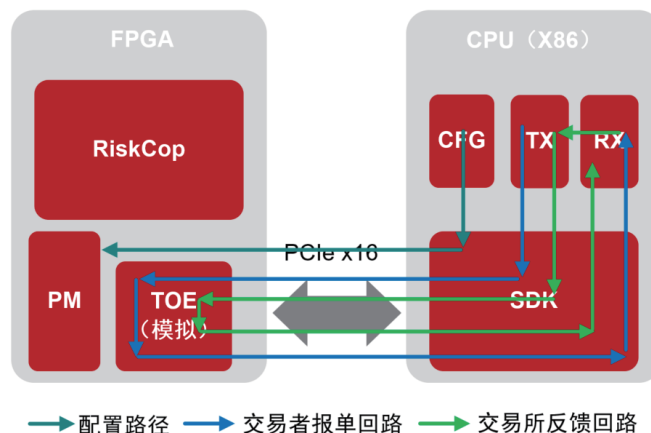 FPGA
CPU（X86）
RiskCop
CFG
TX
RX
PCIe x16
PM
TOE
（模拟）
SDK
配置路径
交易者报单回路
交易所反馈回路